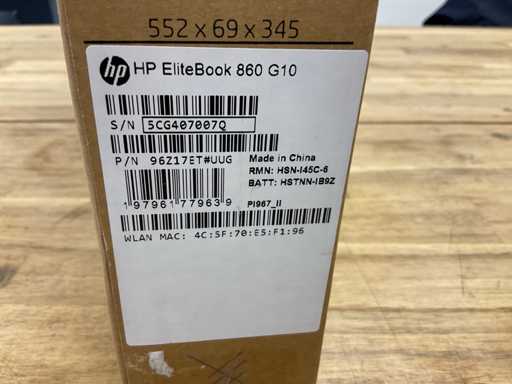 552 x 69 x 345
hp HP EliteBook 860 G10
S/N 5CG407007Q
P/N 96Z17ET#UUG
Made in China
RMN: HSN-I45C-6
BATT: HSTNN-IB9Z
1 97961 77963 9
PI967_II
WLAN MAC: 4C:5F:70:E5:F1:96